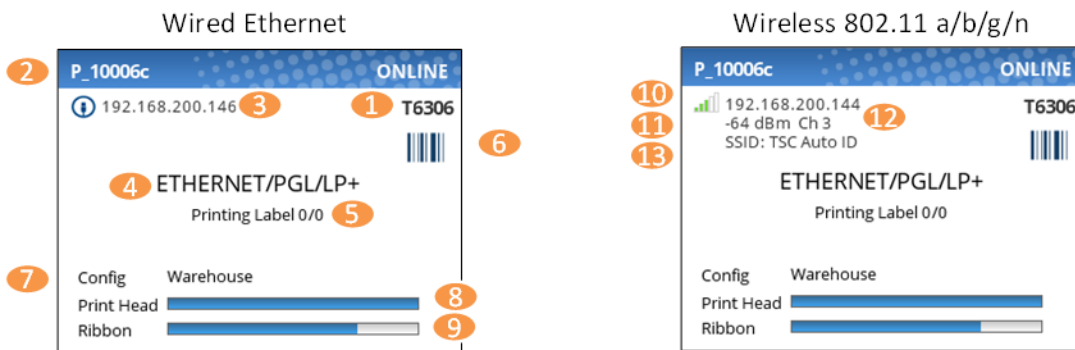 Wired Ethernet
2 P_10006c ONLINE
192.168.200.146 3 1 T6306
6
4 ETHERNET/PGL/LP+
Printing Label 0/0 5
7 Config Warehouse
Print Head 8
Ribbon 9
Wireless 802.11 a/b/g/n
P_10006c ONLINE
10 192.168.200.144 T6306
11 -64 dBm Ch 3 12
13 SSID: TSC Auto ID
ETHERNET/PGL/LP+
Printing Label 0/0
Config Warehouse
Print Head
Ribbon